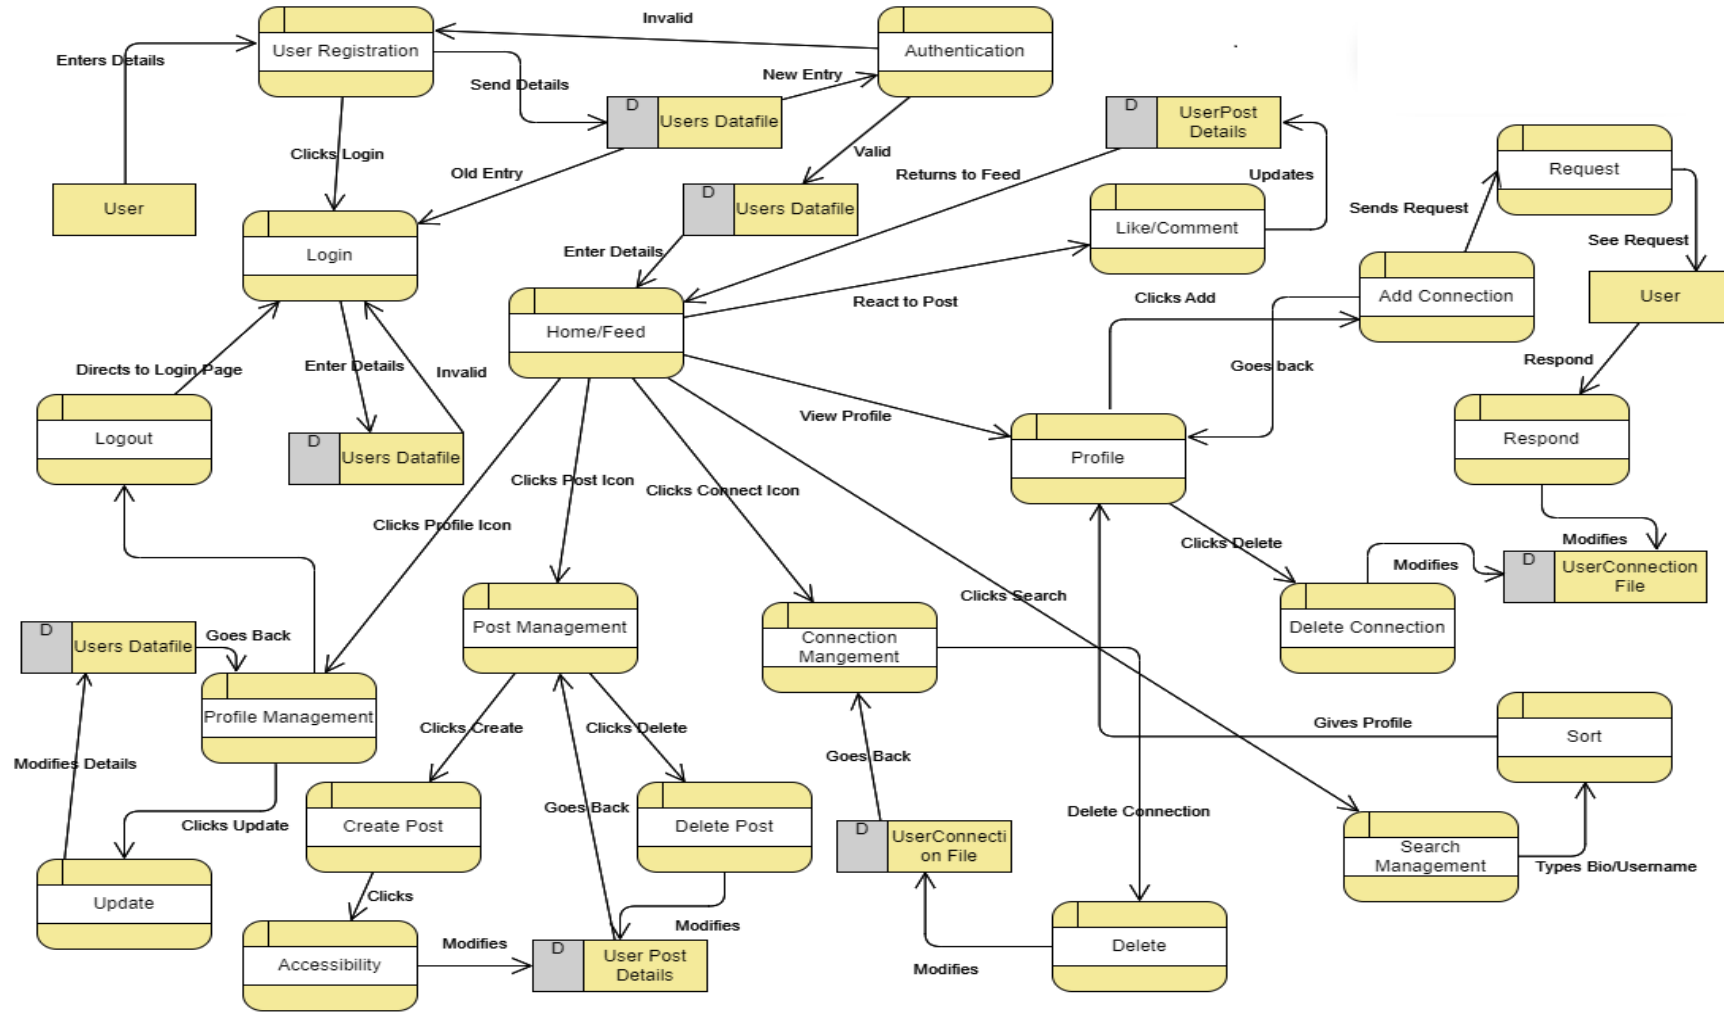 Invalid
User Registration
Authentication
Enters Details
Send Details
New Entry
D
Users Datafile
D
UserPost
Details
Clicks Login
Old Entry
Valid
Returns to Feed
Updates
Request
User
D
Users Datafile
Like/Comment
Sends Request
See Request
Login
Enter Details
React to Post
Clicks Add
Add Connection
User
Home/Feed
Directs to Login Page
Enter Details
Invalid
Goes back
Respond
View Profile
Logout
D
Users Datafile
Profile
Respond
Clicks Post Icon
Clicks Connect Icon
Clicks Profile Icon
Clicks Delete
Modifies
Modifies
D
UserConnection
File
Clicks Search
D
Users Datafile
Goes Back
Post Management
Connection
Mangement
Delete Connection
Profile Management
Clicks Create
Clicks Delete
Gives Profile
Sort
Modifies Details
Goes Back
Goes Back
Delete Connection
Clicks Update
Create Post
Delete Post
D
UserConnecti
on File
Search
Management
Types Bio/Username
Update
Clicks
Modifies
Modifies
D
User Post
Details
Accessibility
Delete
Modifies